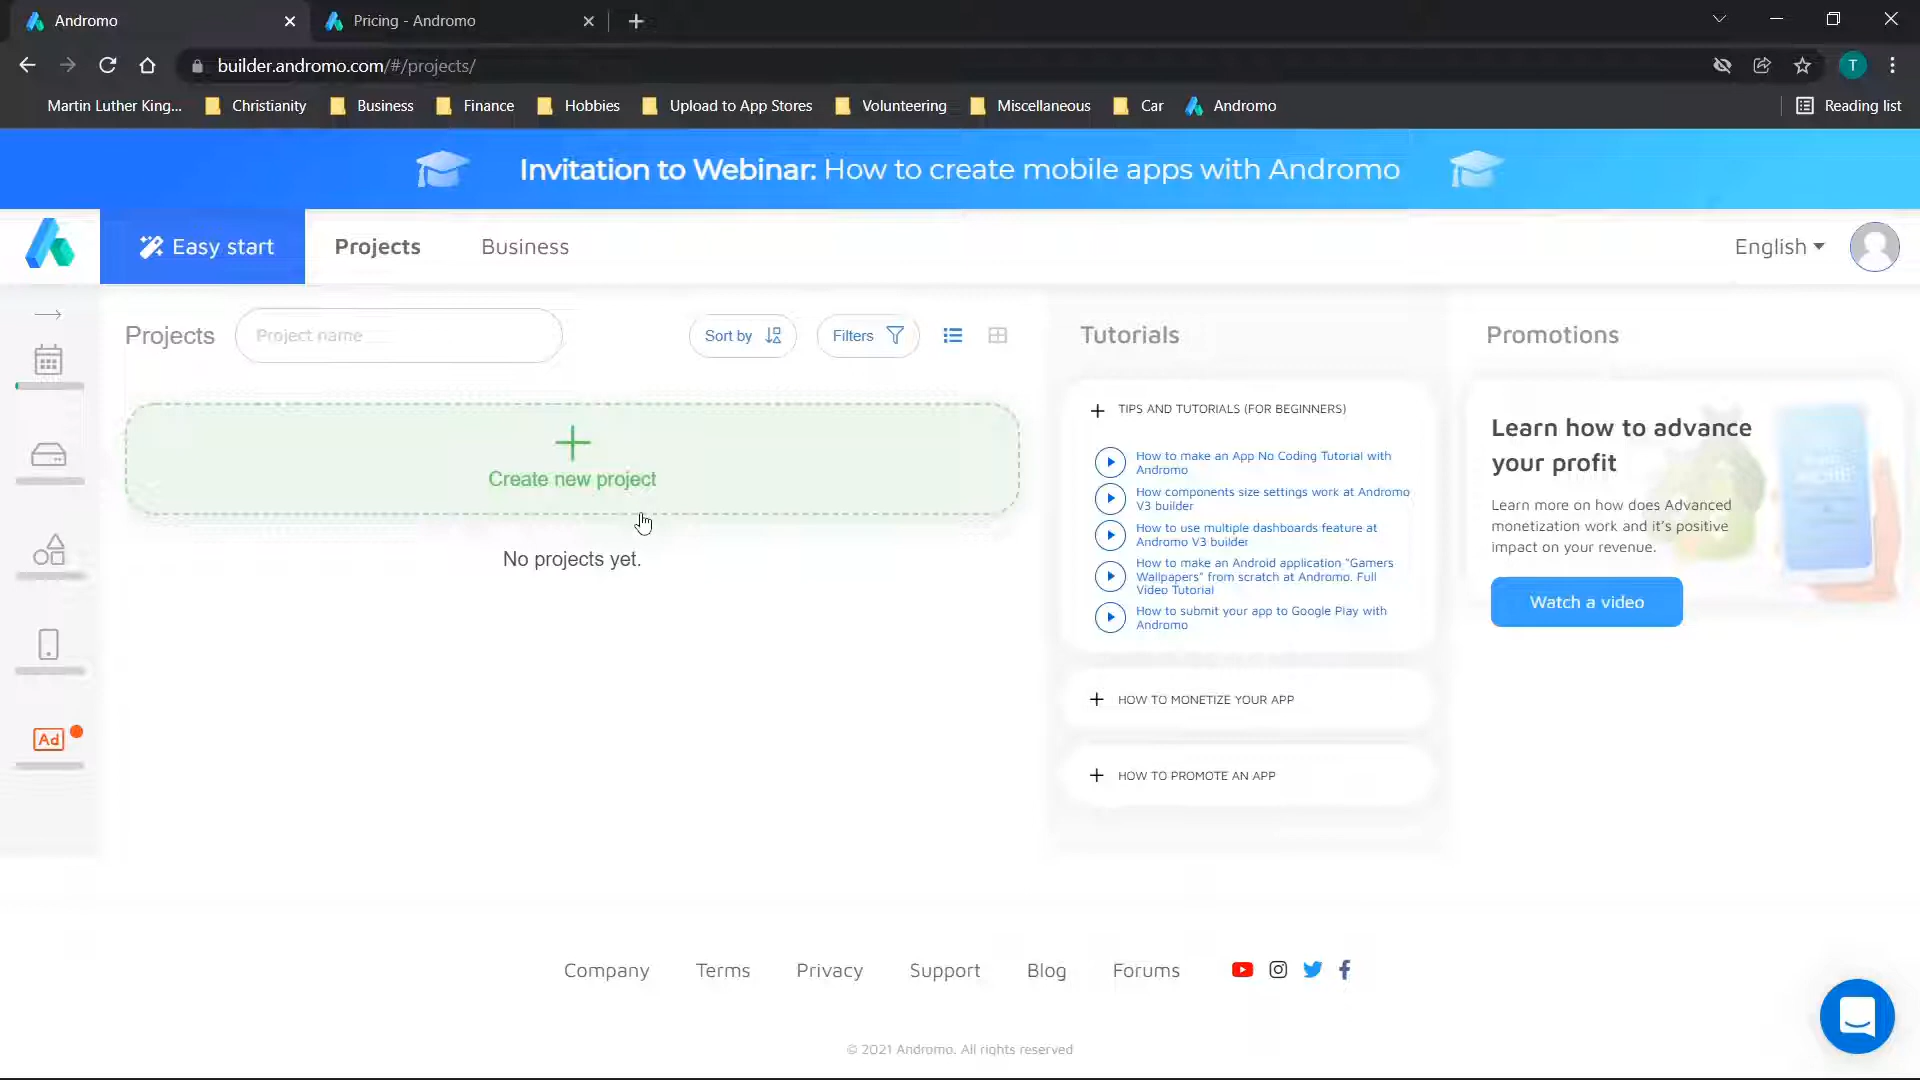 Andromo
Pricing - Andromo
builder.andromo.com/#/projects/
T
Martin Luther King...
Christianity
Business
Finance
Hobbies
Upload to App Stores
Volunteering
Miscellaneous
Car
Andromo
Reading list
Invitation to Webinar: How to create mobile apps with Andromo
Easy start
Projects
Business
English
Projects
Project name
Sort by
Filters
Create new project
No projects yet.
Ad
Tutorials
TIPS AND TUTORIALS (FOR BEGINNERS)
How to make an App No Coding Tutorial with
Andromo
How components size settings work at Andromo
V3 builder
How to use multiple dashboards feature at
Andromo V3 builder
How to make an Android application "Gamers
Wallpapers" from scratch at Andromo. Full
Video Tutorial
How to submit your app to Google Play with
Andromo
HOW TO MONETIZE YOUR APP
HOW TO PROMOTE AN APP
Promotions
Learn how to advance
your profit
Learn more on how does Advanced
monetization work and it's positive
impact on your revenue.
Watch a video
Company
Terms
Privacy
Support
Blog
Forums
© 2021 Andromo. All rights reserved